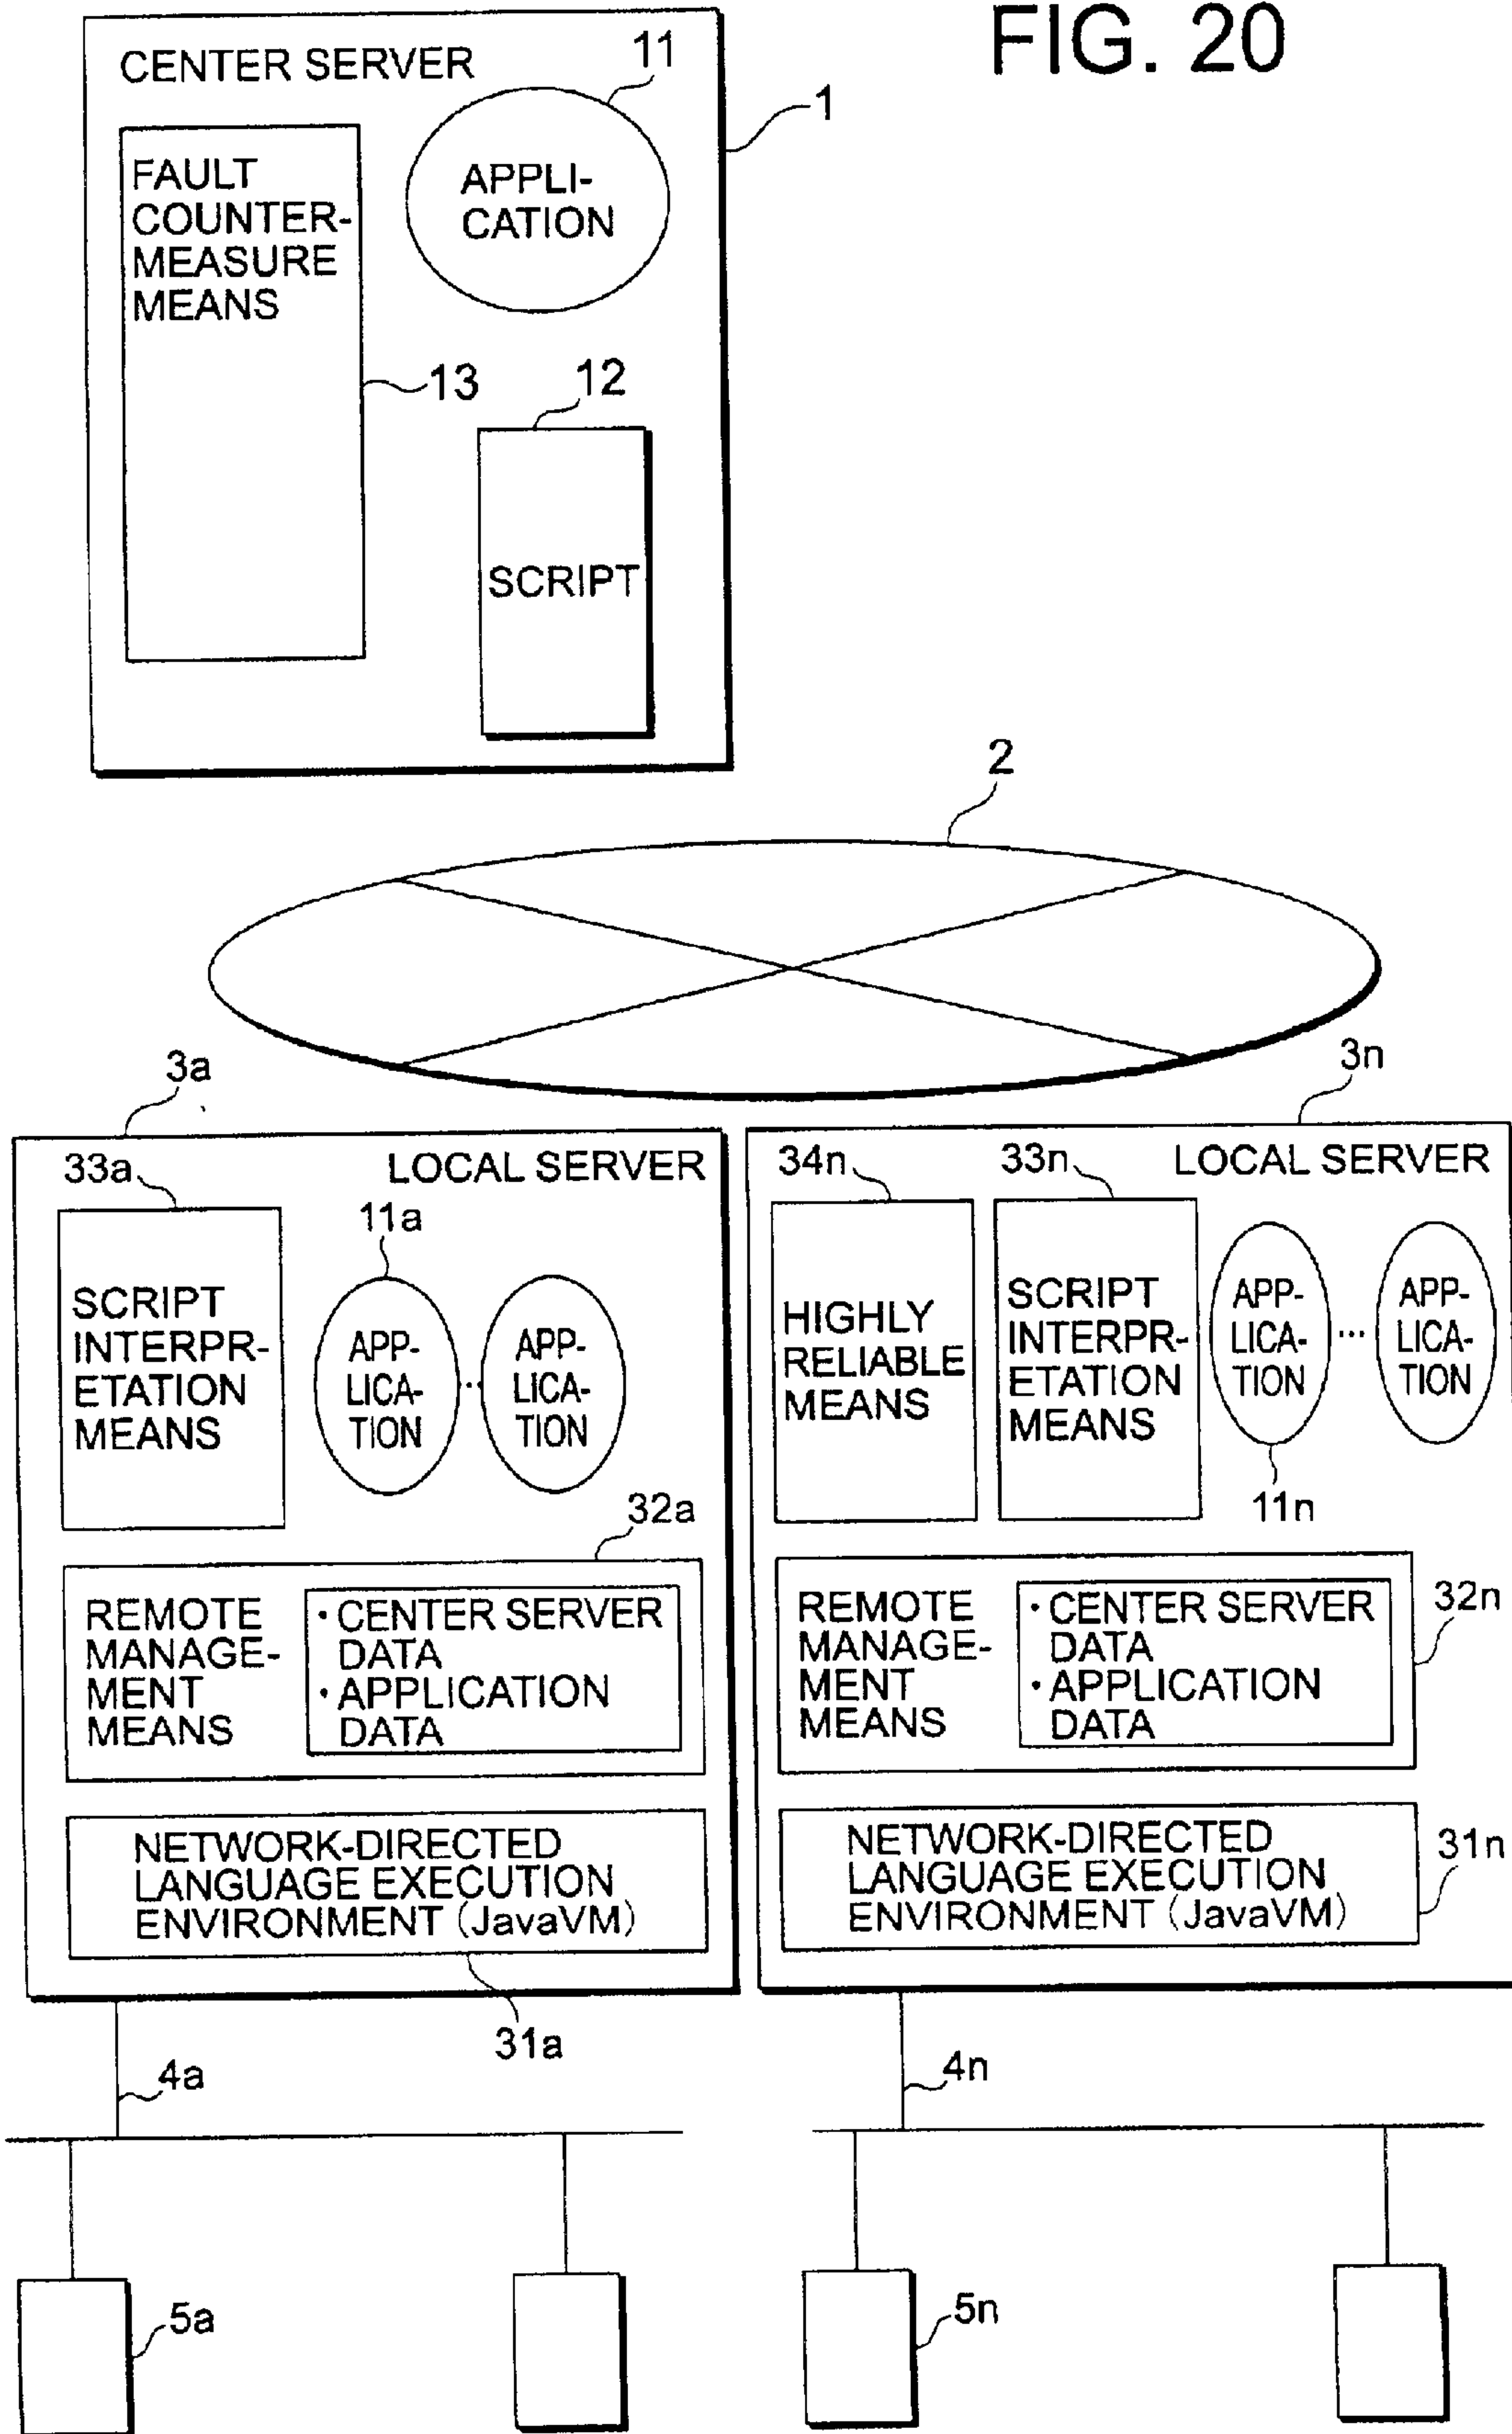 FIG. 20
CENTER SERVER
11
1
FAULT
COUNTER-
MEASURE
MEANS
APPLI-
CATION
13
12
SCRIPT
2
3a
3n
33a
LOCAL SERVER
11a
SCRIPT
INTERPR-
ETATION
MEANS
APP-
LICA-
TION
...
APP-
LICA-
TION
32a
REMOTE
MANAGE-
MENT
MEANS
・CENTER SERVER
DATA
・APPLICATION
DATA
NETWORK-DIRECTED
LANGUAGE EXECUTION
ENVIRONMENT (JavaVM)
31a
34n
33n
LOCAL SERVER
HIGHLY
RELIABLE
MEANS
SCRIPT
INTERPR-
ETATION
MEANS
APP-
LICA-
TION
...
APP-
LICA-
TION
11n
REMOTE
MANAGE-
MENT
MEANS
・CENTER SERVER
DATA
・APPLICATION
DATA
32n
NETWORK-DIRECTED
LANGUAGE EXECUTION
ENVIRONMENT (JavaVM)
31n
4a
4n
5a
5n